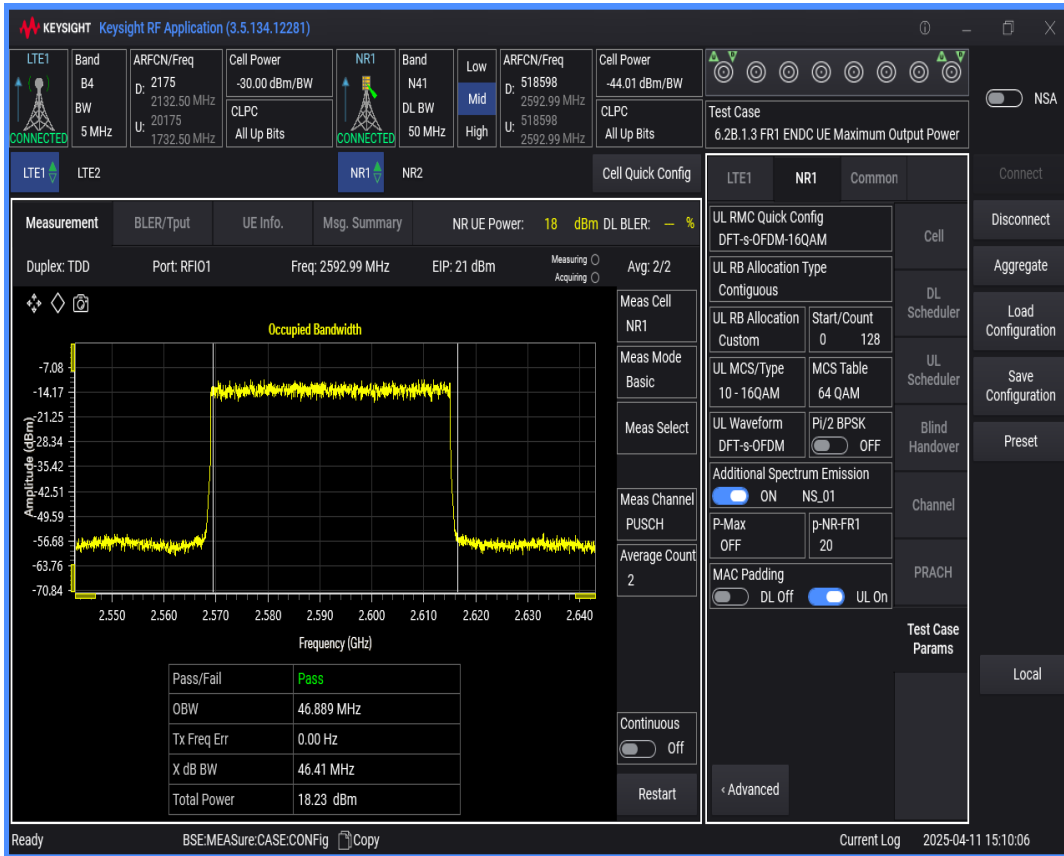 KEYSIGHT Keysight RF Application (3.5.134.12281)
LTE1
CONNECTED
Band
B4
BW
5 MHz
ARFCN/Freq
D: 2175
2132.50 MHz
U: 20175
1732.50 MHz
Cell Power
-30.00 dBm/BW
CLPC
All Up Bits
NR1
CONNECTED
Band
N41
DL BW
50 MHz
Low
Mid
High
ARFCN/Freq
D: 518598
2592.99 MHz
U: 518598
2592.99 MHz
Cell Power
-44.01 dBm/BW
CLPC
All Up Bits
Test Case
6.2B.1.3 FR1 ENDC UE Maximum Output Power
NSA
LTE1 LTE2
NR1 NR2
Cell Quick Config
Measurement BLER/Tput UE Info. Msg. Summary NR UE Power: 18 dBm DL BLER: – %
Duplex: TDD Port: RFIO1 Freq: 2592.99 MHz EIP: 21 dBm Measuring Acquiring Avg: 2/2
Occupied Bandwidth
Amplitude (dBm)
-7.08
-14.17
-21.25
-28.34
-35.42
-42.51
-49.59
-56.68
-63.76
-70.84
2.550 2.560 2.570 2.580 2.590 2.600 2.610 2.620 2.630 2.640
Frequency (GHz)
Pass/Fail Pass
OBW 46.889 MHz
Tx Freq Err 0.00 Hz
X dB BW 46.41 MHz
Total Power 18.23 dBm
Meas Cell
NR1
Meas Mode
Basic
Meas Select
Meas Channel
PUSCH
Average Count
2
Continuous
Off
Restart
LTE1 NR1 Common
UL RMC Quick Config
DFT-s-OFDM-16QAM
UL RB Allocation Type
Contiguous
UL RB Allocation
Custom
Start/Count
0 128
UL MCS/Type
10 - 16QAM
MCS Table
64 QAM
UL Waveform
DFT-s-OFDM
Pi/2 BPSK
OFF
Additional Spectrum Emission
ON NS_01
P-Max
OFF
p-NR-FR1
20
MAC Padding
DL Off UL On
‹ Advanced
Cell
DL
Scheduler
UL
Scheduler
Blind
Handover
Channel
PRACH
Test Case
Params
Connect
Disconnect
Aggregate
Load
Configuration
Save
Configuration
Preset
Local
Ready BSE:MEASure:CASE:CONFig Copy Current Log 2025-04-11 15:10:06